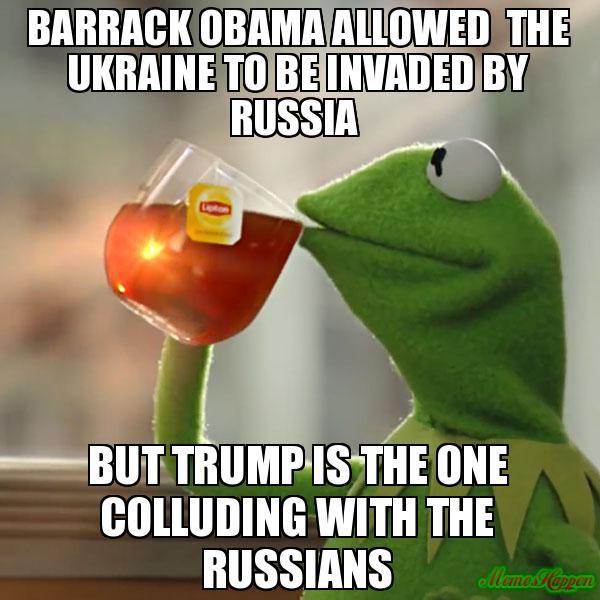 BARRACK OBAMA ALLOWED THE
UKRAINE TO BE INVADED BY
RUSSIA
Lipton
BUT TRUMP IS THE ONE
COLLUDING WITH THE
RUSSIANS
MemesHappen